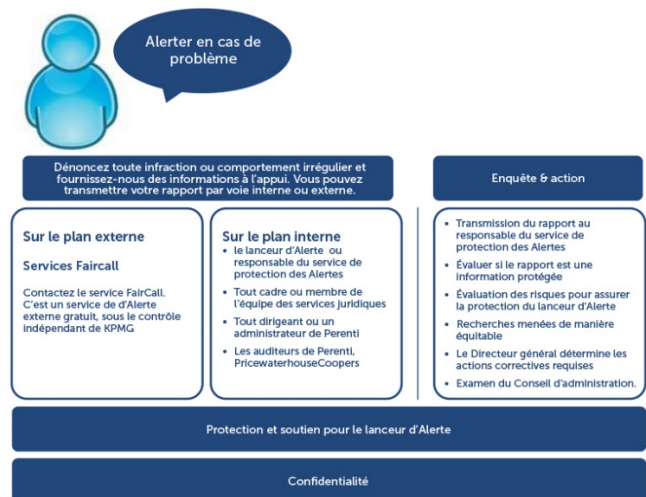 Alerter en cas de
problème
Dénoncez toute infraction ou comportement irrégulier et
fournissez-nous des informations à l'appui. Vous pouvez
transmettre votre rapport par voie interne ou externe.
Sur le plan externe
Services Faircall
Contactez le service FairCall.
C'est un service de d'Alerte
externe gratuit, sous le contrôle
indépendant de KPMG
Sur le plan interne
• le lanceur d'Alerte ou
responsable du service de
protection des Alertes
• Tout cadre ou membre de
l'équipe des services juridiques
• Tout dirigeant ou un
administrateur de Perenti
• Les auditeurs de Perenti,
PricewaterhouseCoopers
Enquête & action
• Transmission du rapport au
responsable du service de
protection des Alertes
• Évaluer si le rapport est une
information protégée
• Évaluation des risques pour assurer
la protection du lanceur d'Alerte
• Recherches menées de manière
équitable
• Le Directeur général détermine les
actions correctives requises
• Examen du Conseil d'administration.
Protection et soutien pour le lanceur d'Alerte
Confidentialité